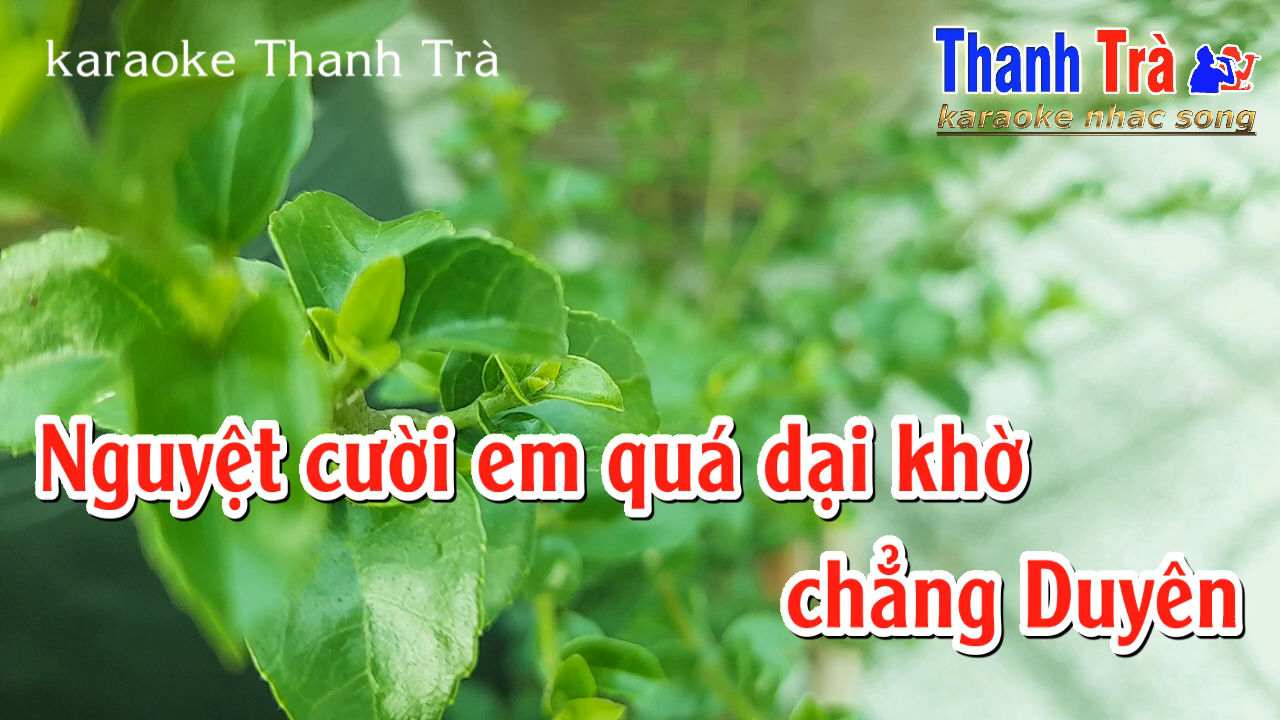 karaoke Thanh Trà
Thanh Trà
karaoke nhac song
Nguyệt cười em quá dại khờ
chẳng Duyên